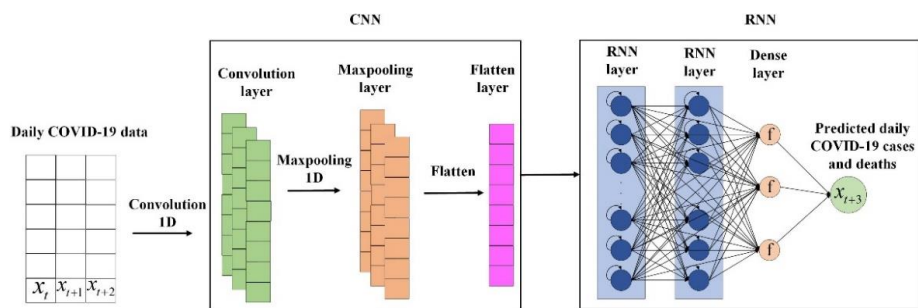 CNN
RNN
Convolution
layer
Maxpooling
layer
Flatten
layer
RNN
layer
RNN
layer
Dense
layer
Daily COVID-19 data
Convolution
1D
Maxpooling
1D
Flatten
x_t x_{t+1} x_{t+2}
f
f
f
Predicted daily
COVID-19 cases
and deaths
x_{t+3}